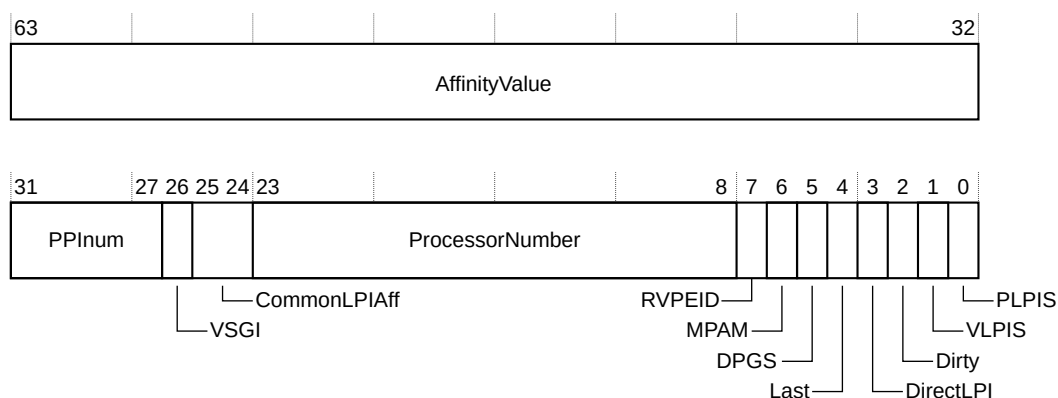 63 32
AffinityValue
31 27 26 25 24 23 8 7 6 5 4 3 2 1 0
PPInum ProcessorNumber
CommonLPIAff RVPEID PLPIS
VSGI MPAM VLPIS
DPGS Dirty
Last DirectLPI